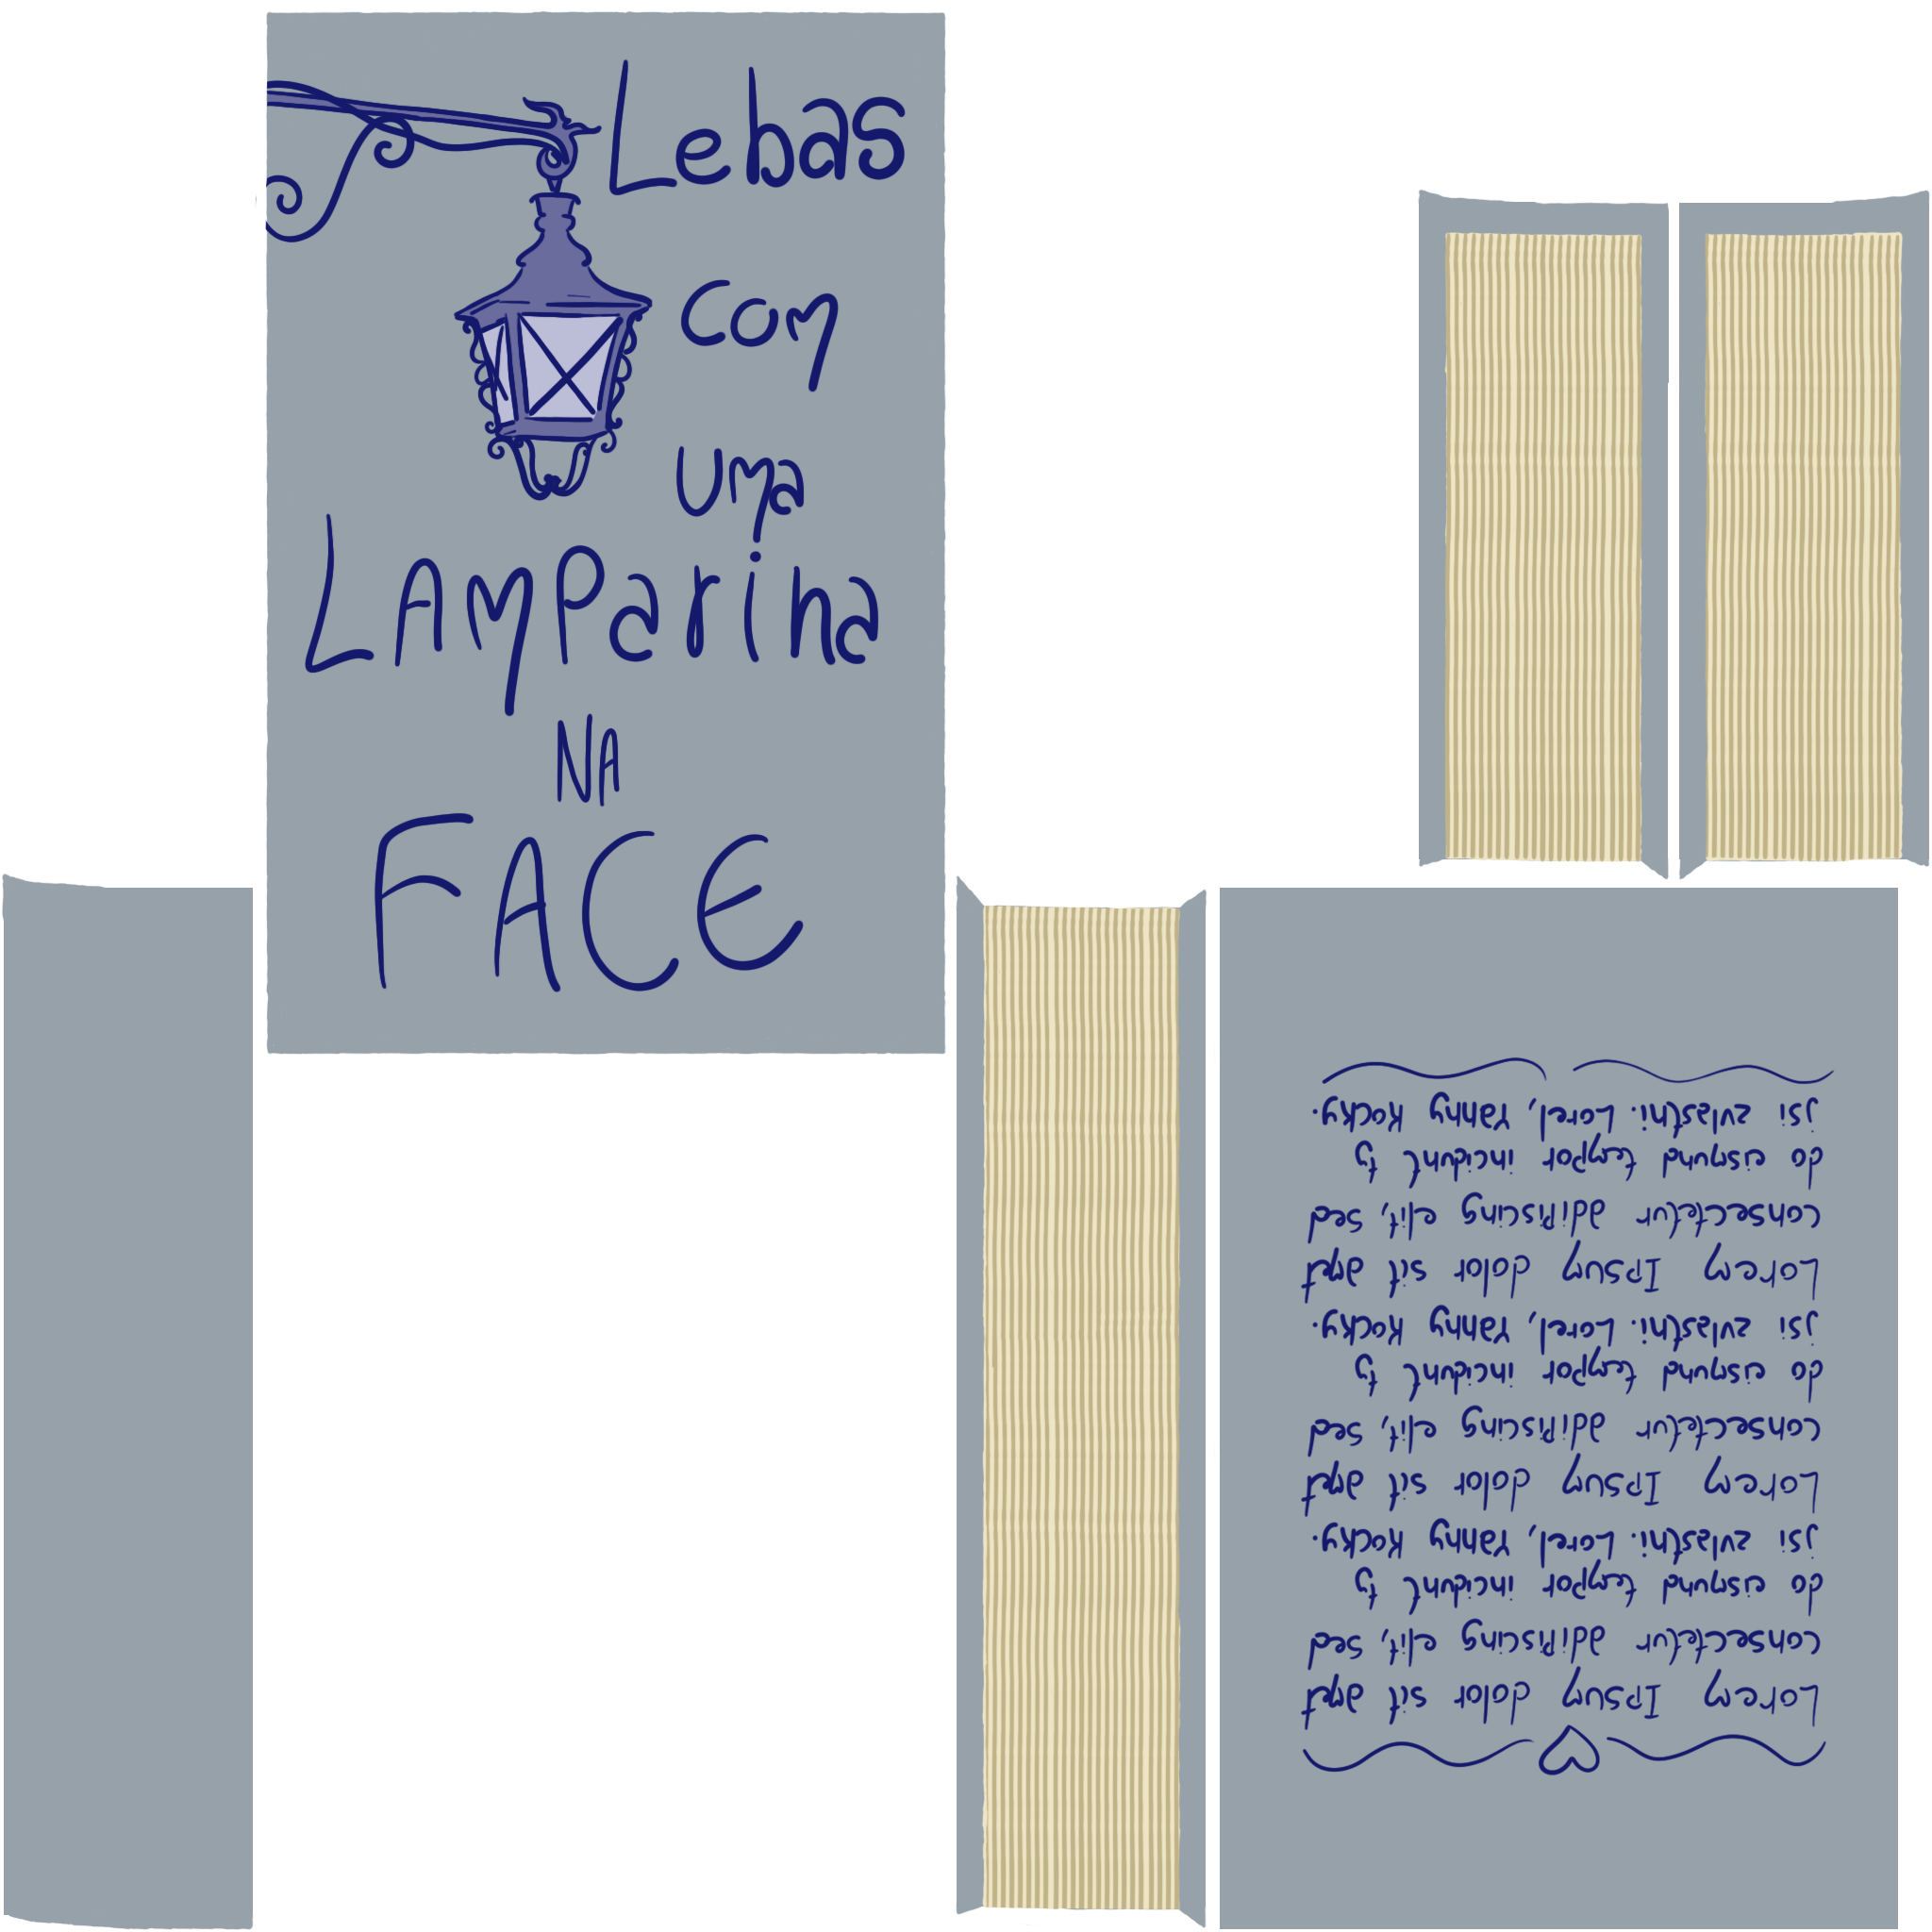 Lebas
com
uma
LAmParina
NA
FACE
Lorem Ipsum dolor sit amet
consectetur adipiscing elit, sed
do eismund tempor incidunt ty
jsi zvlastni. Lorel, Yanny kocky.
Lorem Ipsum dolor sit amet
consectetur adipiscing elit, sed
do eismund tempor incidunt ty
jsi zvlastni. Lorel, Yanny kocky.
Lorem Ipsum dolor sit amet
consectetur adipiscing elit, sed
do eismund tempor incidunt ty
jsi zvlastni. Lorel, Yanny kocky.